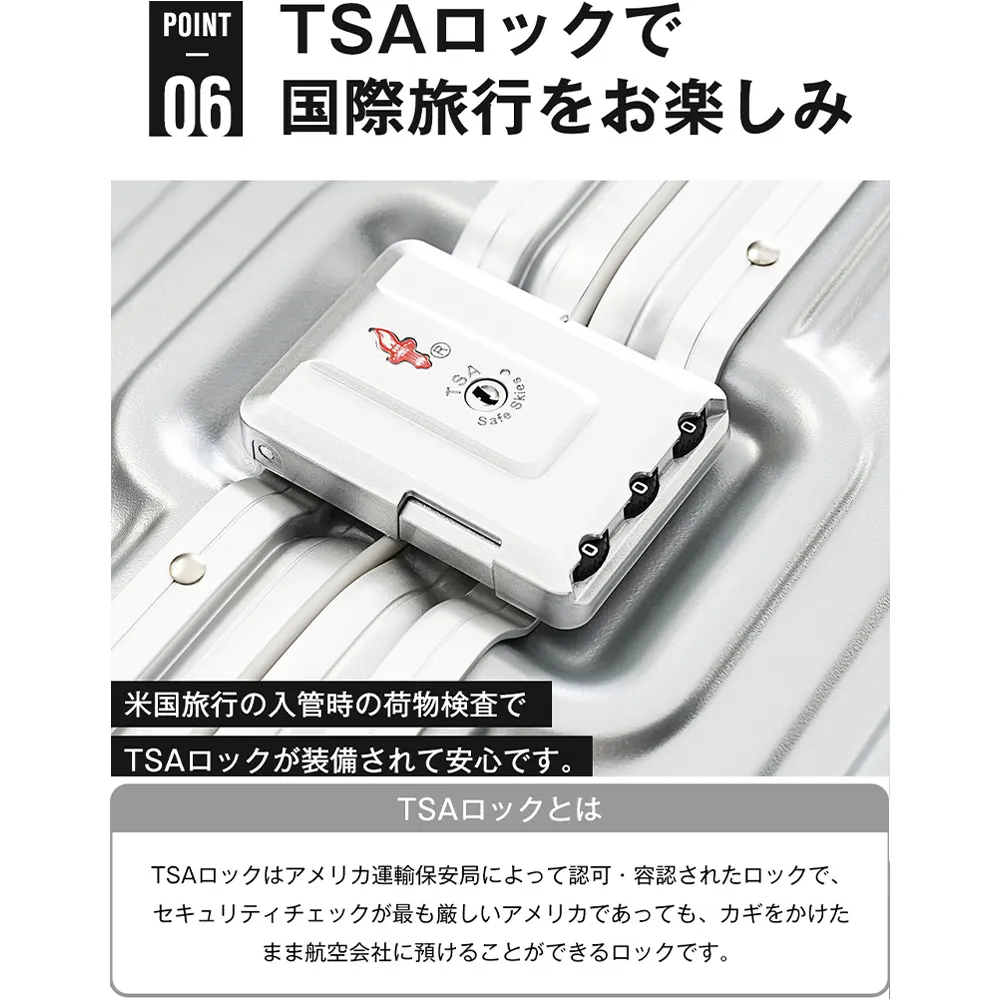 POINT
06
TSAロックで
国際旅行をお楽しみ
®
TSA
Safe Skies
0
0
0
米国旅行の入管時の荷物検査で
TSAロックが装備されて安心です。
TSAロックとは
TSAロックはアメリカ運輸保安局によって認可・容認されたロックで、
セキュリティチェックが最も厳しいアメリカであっても、カギをかけた
まま航空会社に預けることができるロックです。